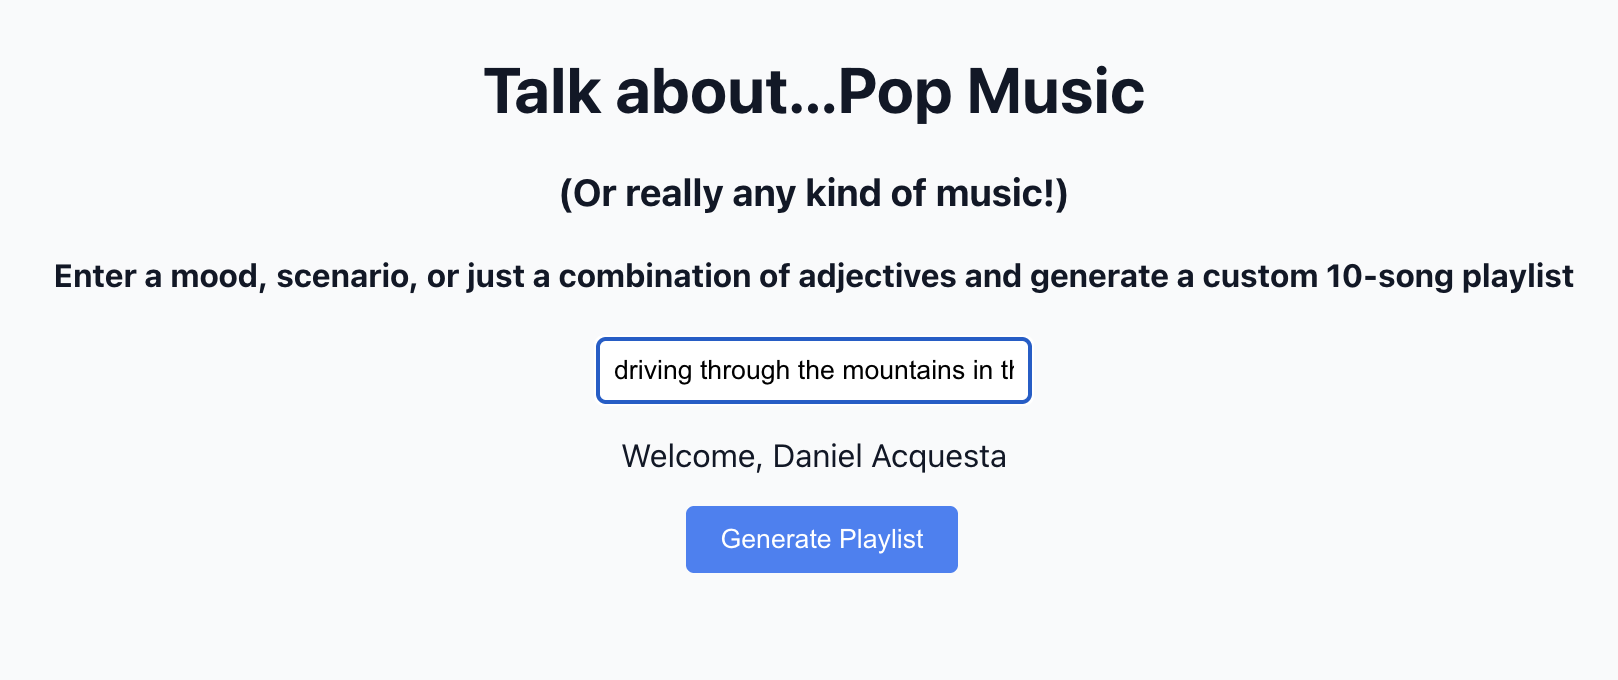 Talk about...Pop Music
(Or really any kind of music!)
Enter a mood, scenario, or just a combination of adjectives and generate a custom 10-song playlist
driving through the mountains in
Welcome, Daniel Acquesta
Generate Playlist